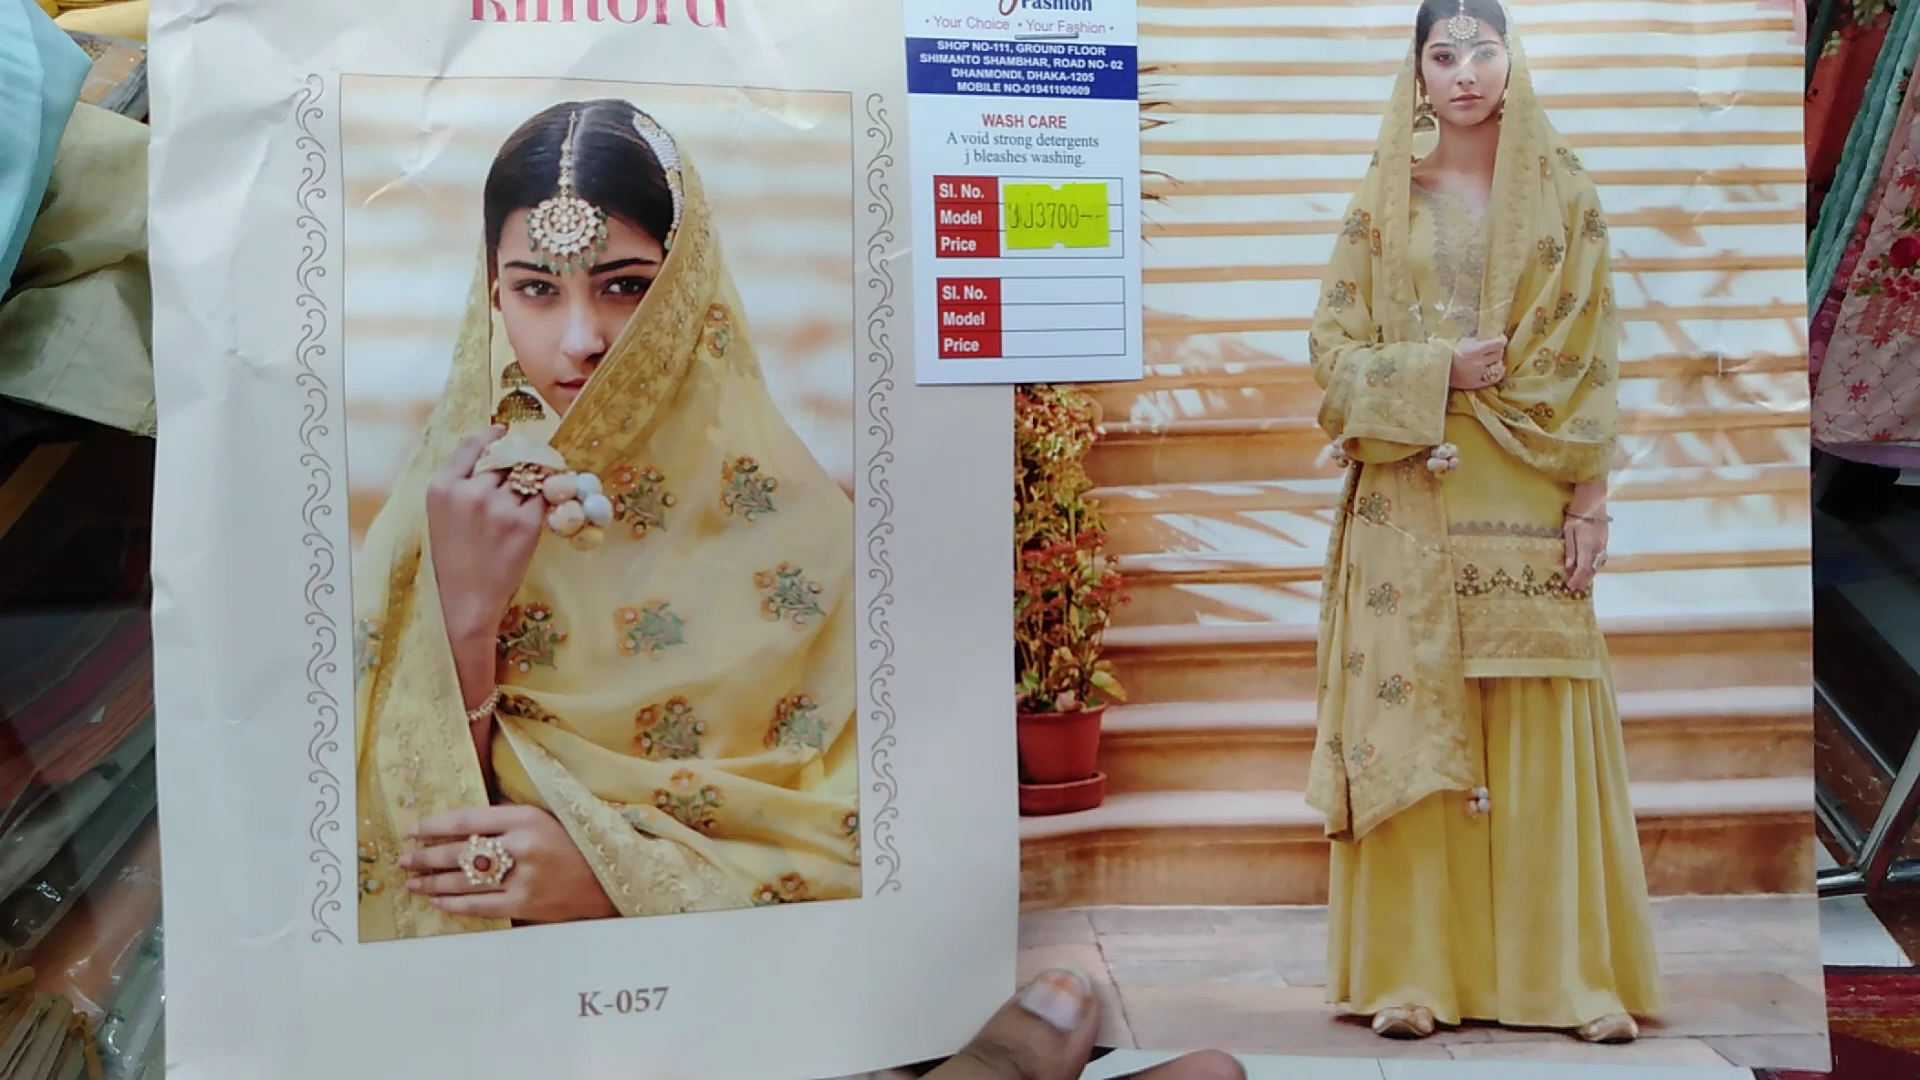 Fashion
• Your Choice • Your Fashion •
SHOP NO-111, GROUND FLOOR
SHIMANTO SHAMBHAR, ROAD NO- 02
DHANMONDI, DHAKA-1205
MOBILE NO-01941190609
WASH CARE
A void strong detergents
j bleashes washing.
Sl. No.
Model
3700--
Price
Sl. No.
Model
Price
K-057